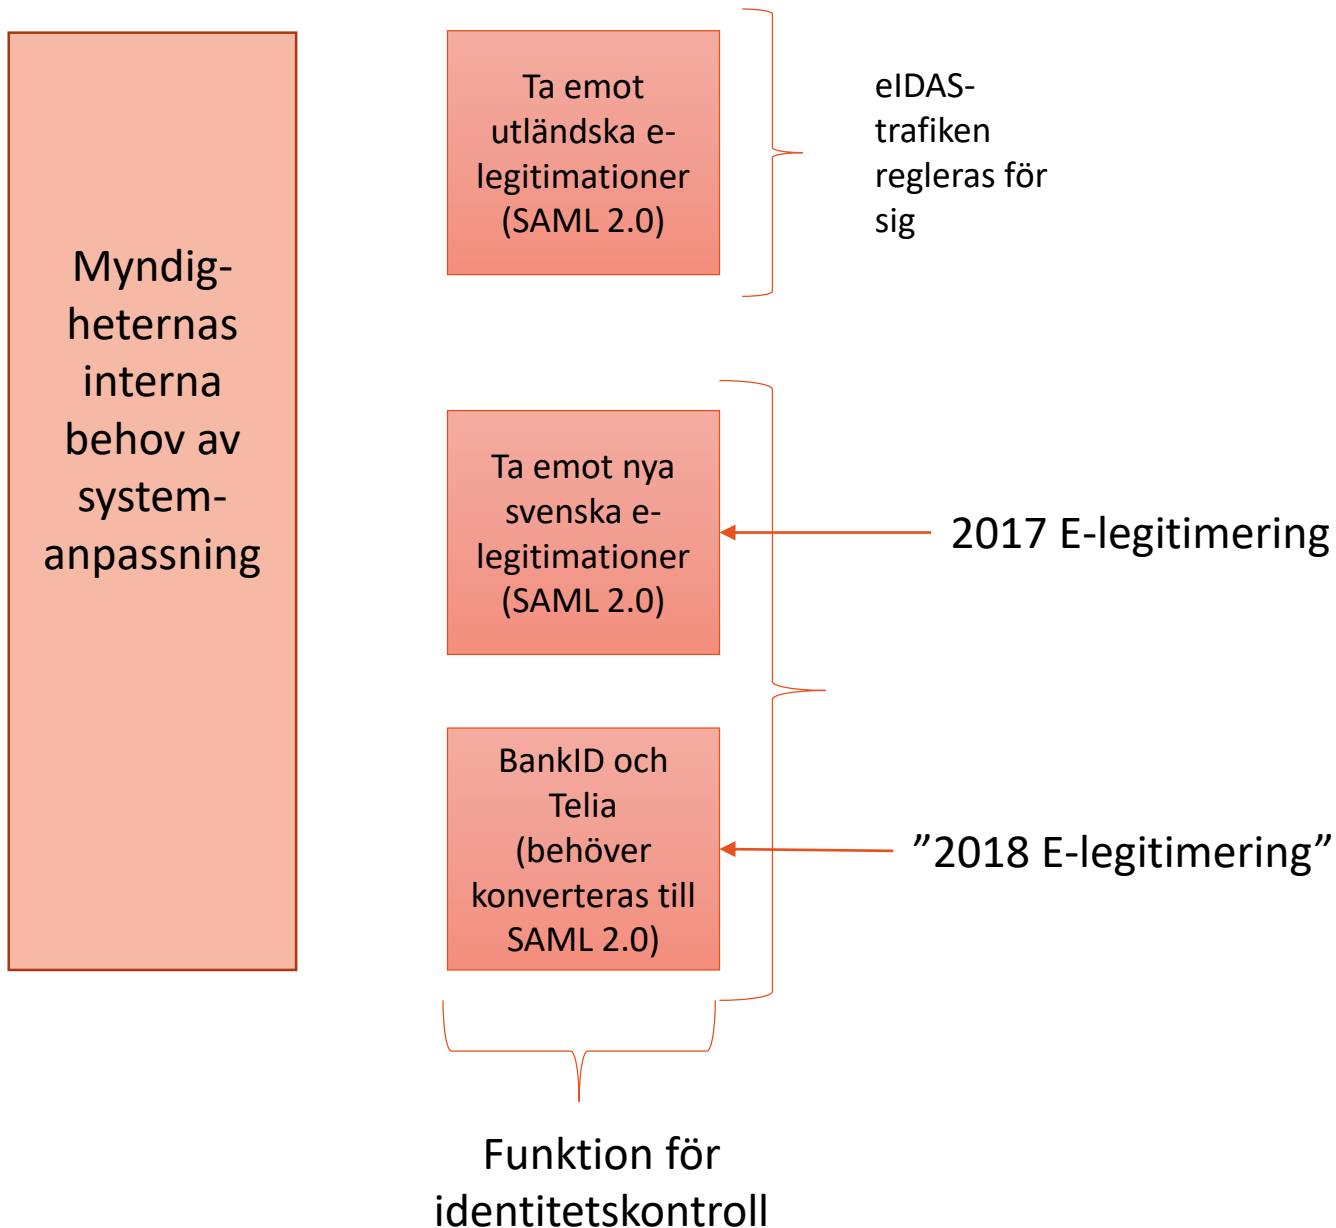 Myndig-
heternas
interna
behov av
system-
anpassning
Ta emot
utländska e-
legitimationer
(SAML 2.0)
eIDAS-
trafiken
regleras för
sig
Ta emot nya
svenska e-
legitimationer
(SAML 2.0)
2017 E-legitimering
BankID och
Telia
(behöver
konverteras till
SAML 2.0)
”2018 E-legitimering”
Funktion för
identitetskontroll